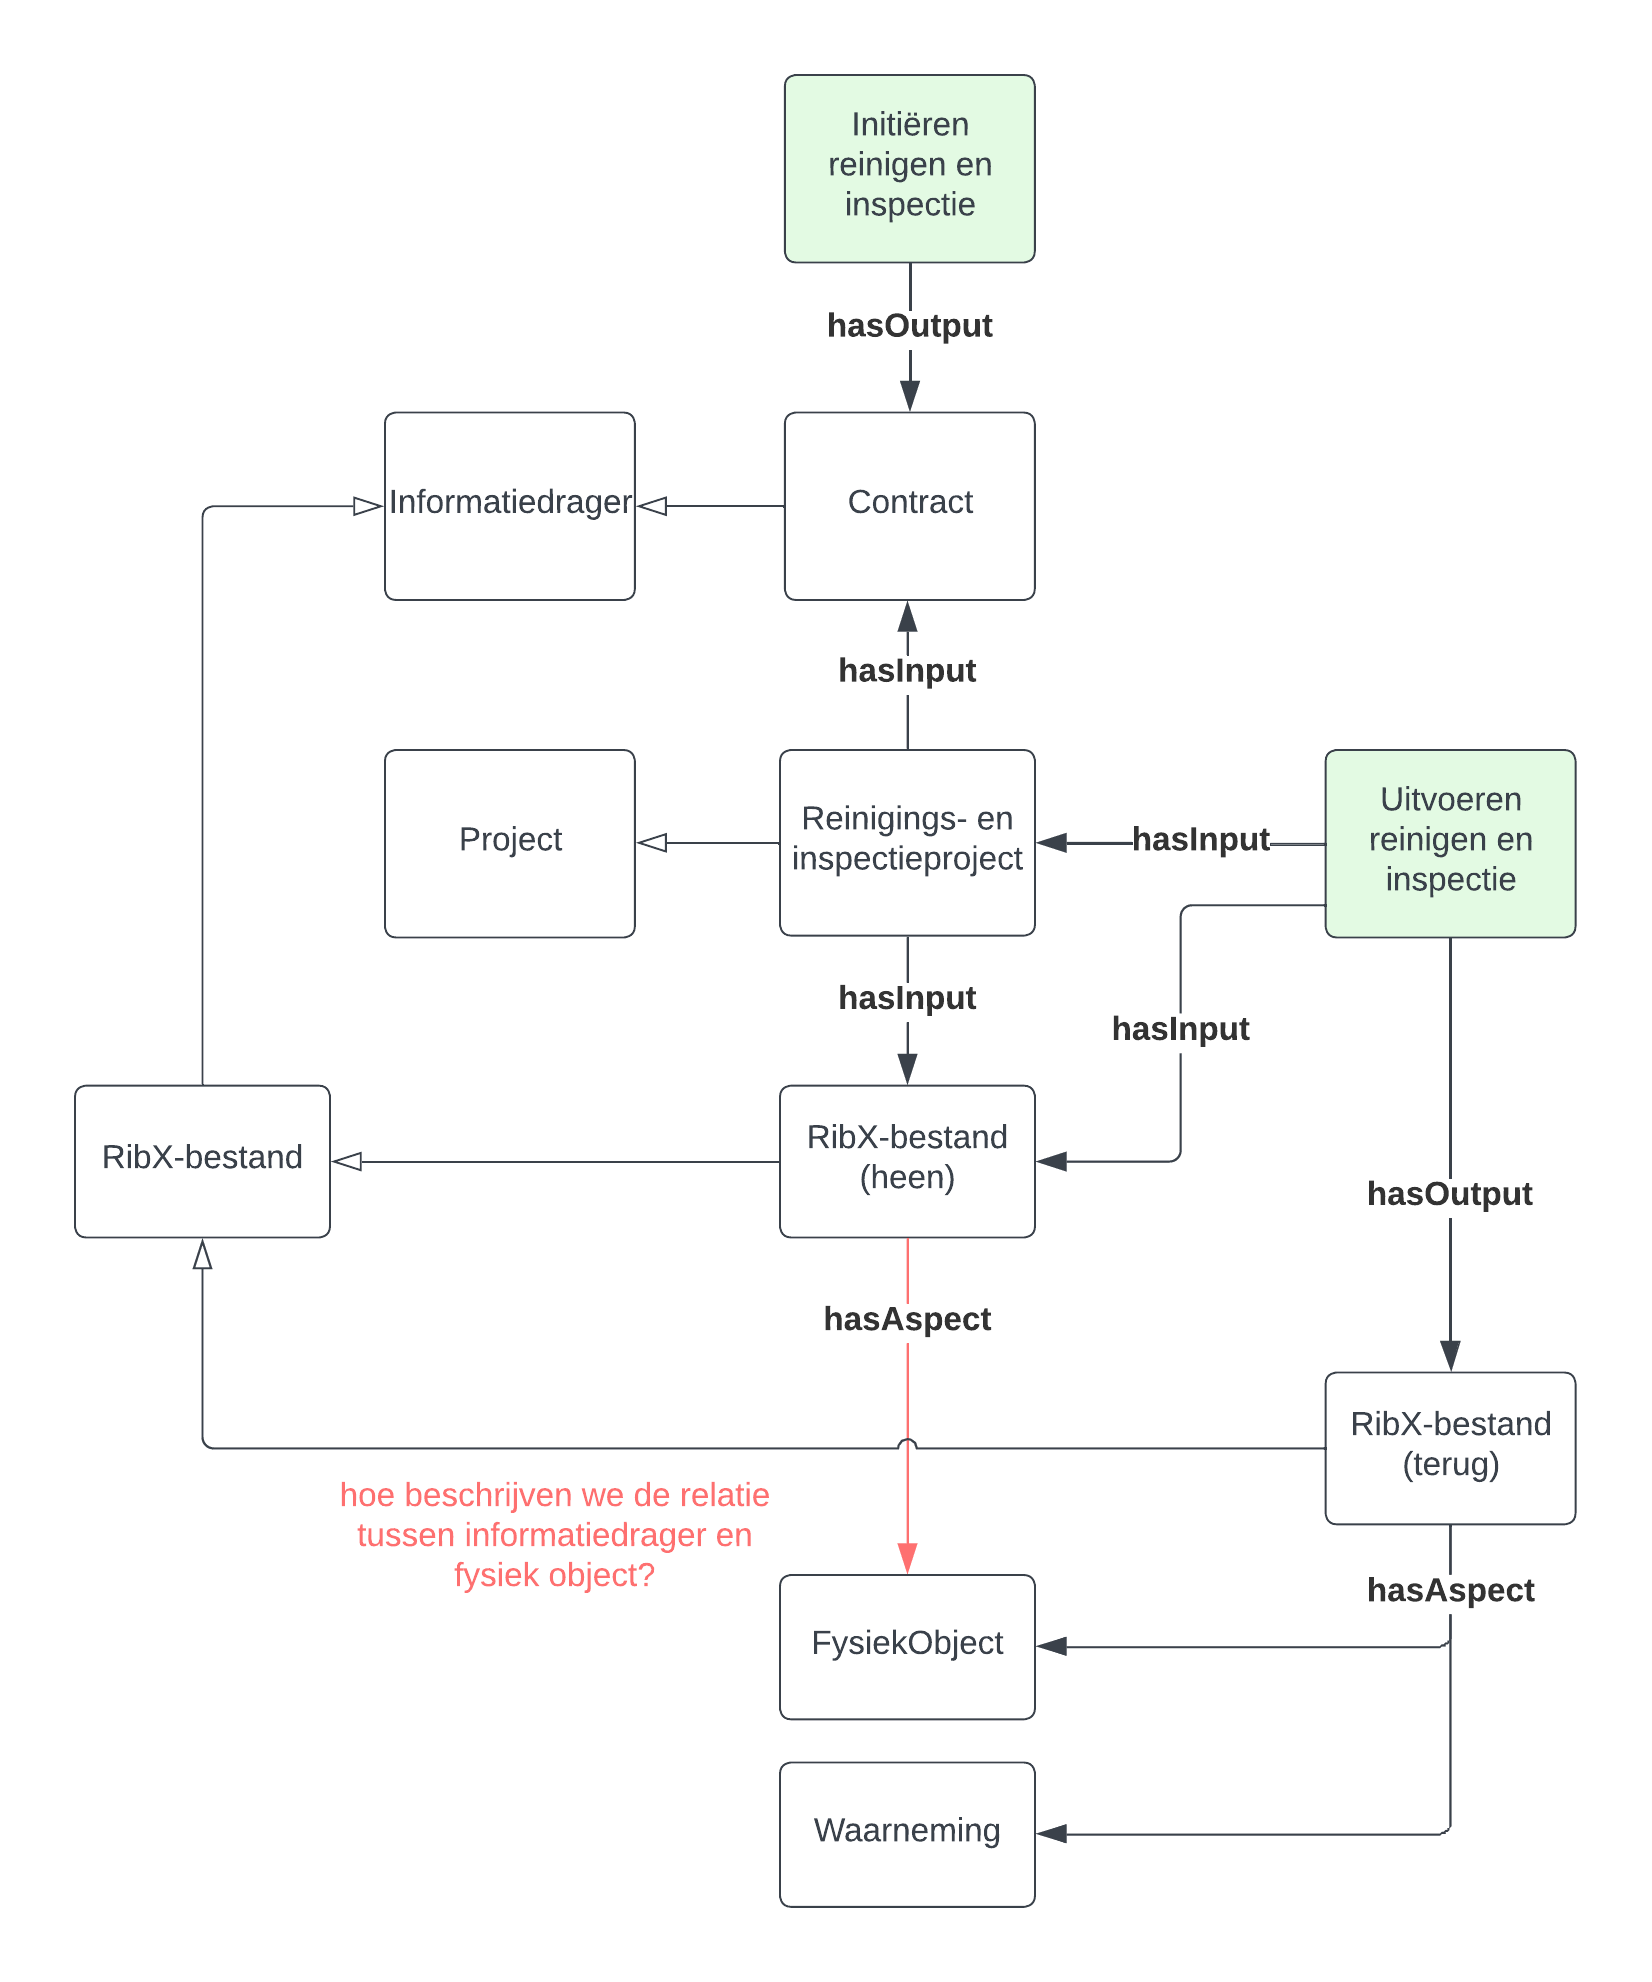 Initiëren
reinigen en
inspectie
hasOutput
Informatiedrager
Contract
hasInput
Project
Reinigings- en
inspectieproject
hasInput
Uitvoeren
reinigen en
inspectie
hasInput
hasInput
RibX-bestand
RibX-bestand
(heen)
hasOutput
hasAspect
RibX-bestand
(terug)
hoe beschrijven we de relatie
tussen informatiedrager en
fysiek object?
hasAspect
FysiekObject
Waarneming